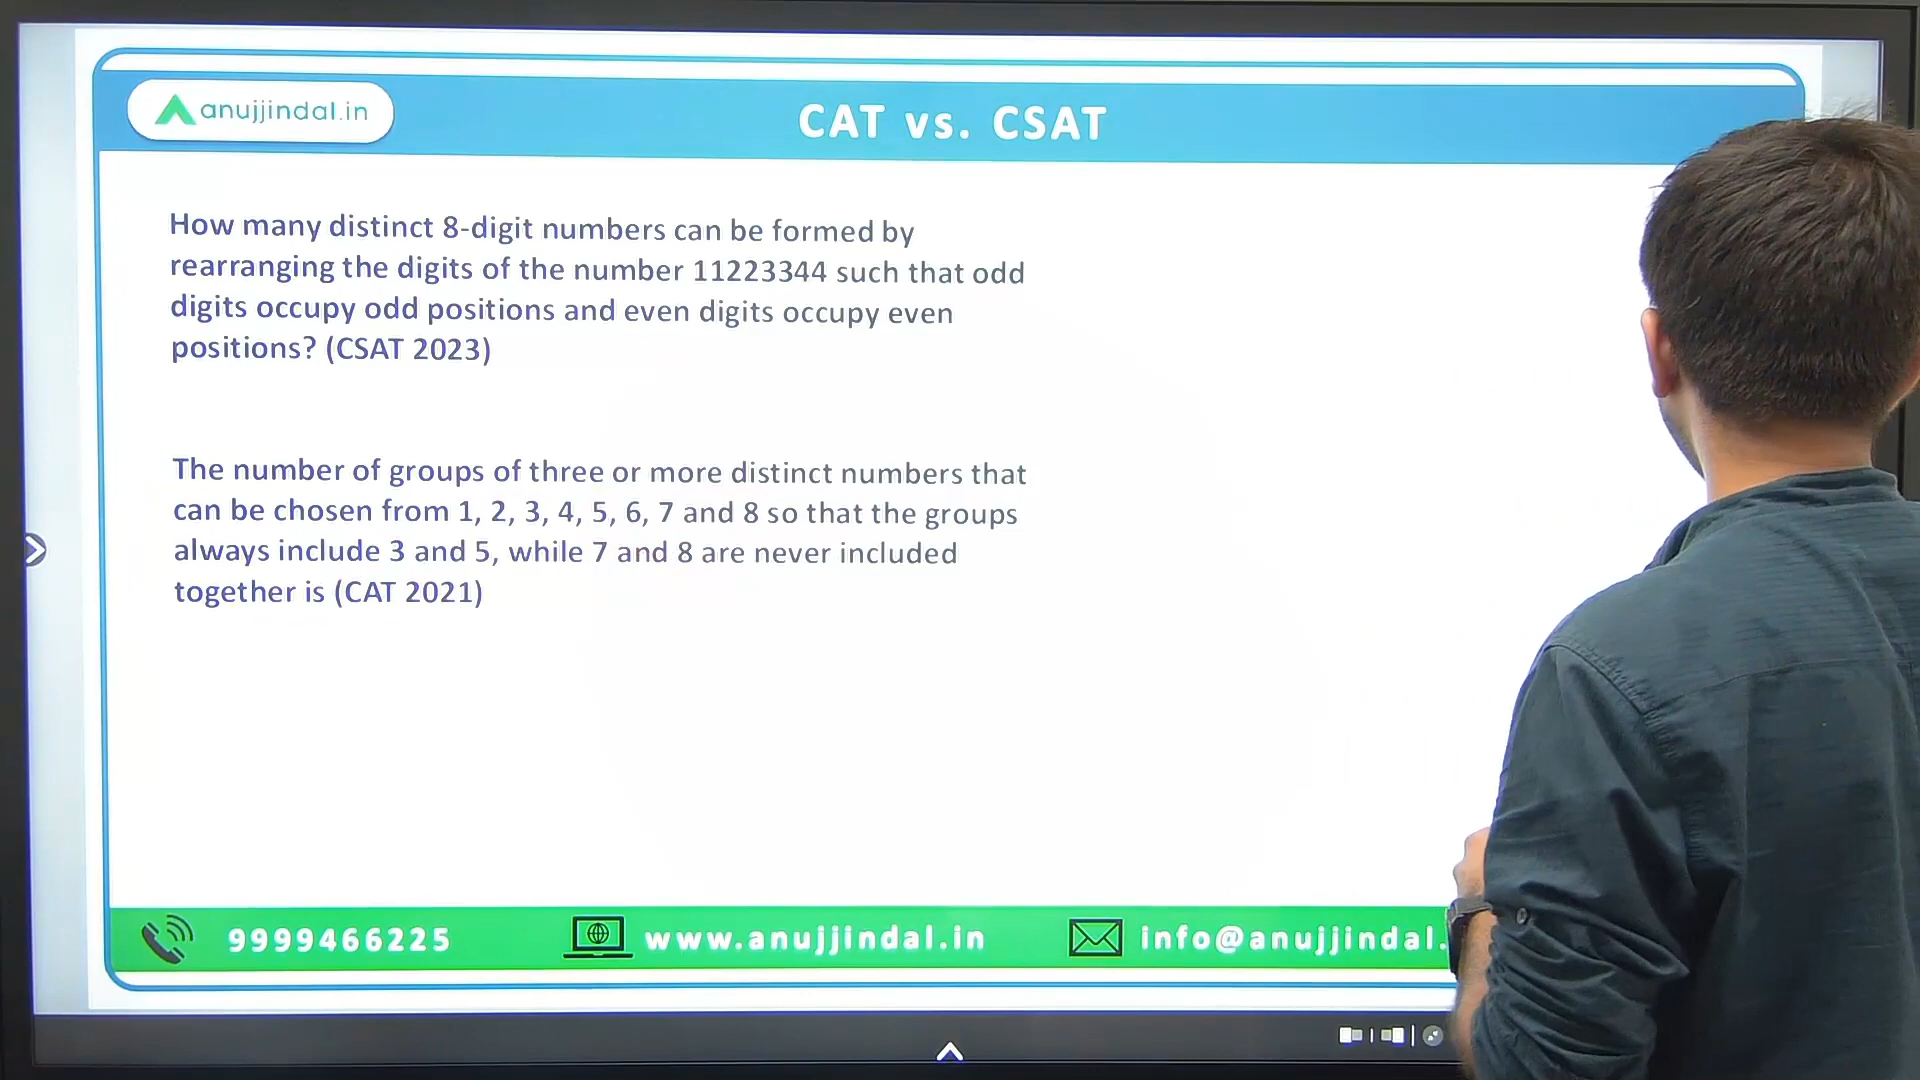 anujjindal.in
CAT vs. CSAT
How many distinct 8-digit numbers can be formed by
rearranging the digits of the number 11223344 such that odd
digits occupy odd positions and even digits occupy even
positions? (CSAT 2023)
The number of groups of three or more distinct numbers that
can be chosen from 1, 2, 3, 4, 5, 6, 7 and 8 so that the groups
always include 3 and 5, while 7 and 8 are never included
together is (CAT 2021)
9999466225
www.anujjindal.in
info@anujjindal.